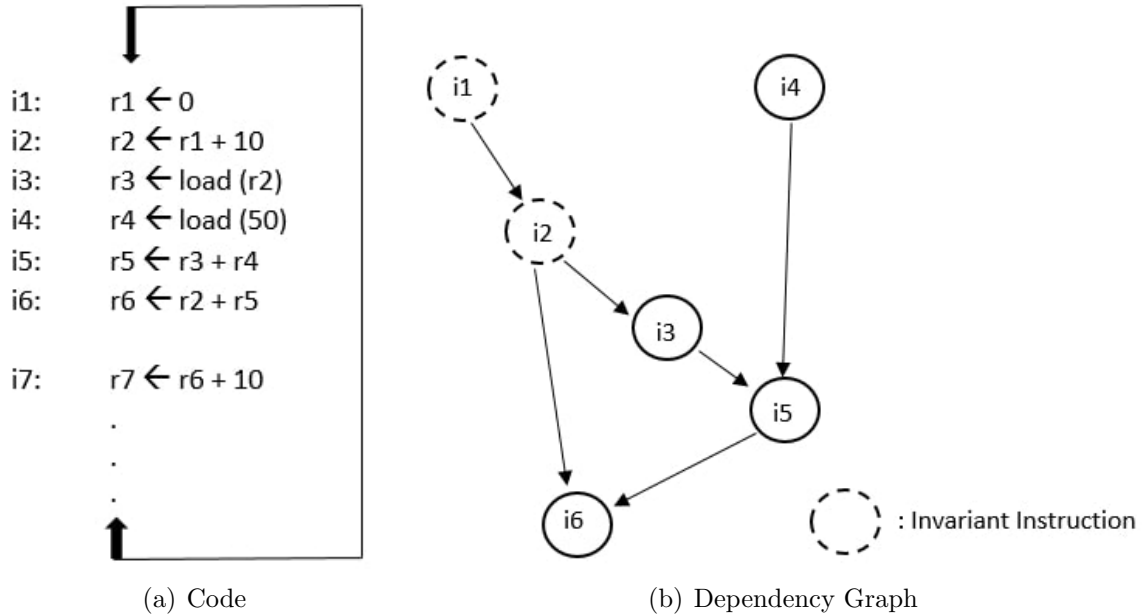 i1: r1 ← 0
i2: r2 ← r1 + 10
i3: r3 ← load (r2)
i4: r4 ← load (50)
i5: r5 ← r3 + r4
i6: r6 ← r2 + r5
i7: r7 ← r6 + 10
.
.
.
(a) Code
i1
i4
i2
i3
i5
i6
: Invariant Instruction
(b) Dependency Graph